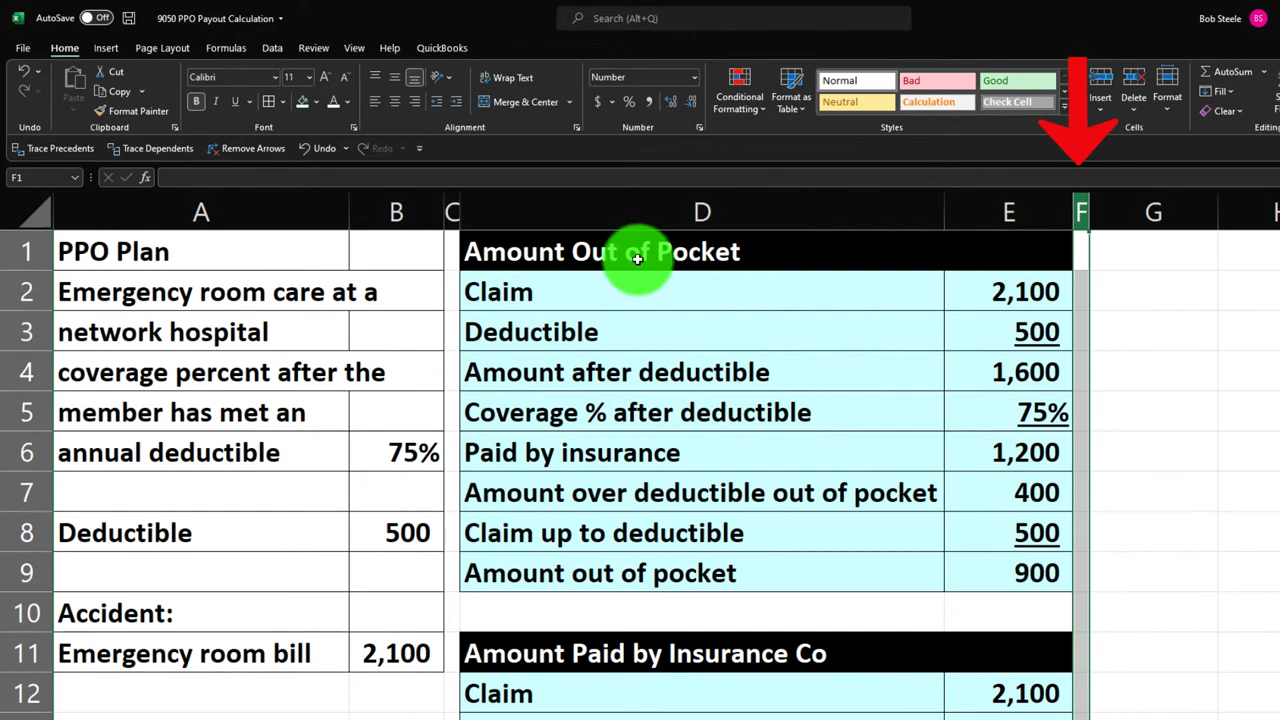 AutoSave Off 9050 PPO Payout Calculation Search (Alt+Q) Bob Steele BS
File Home Insert Page Layout Formulas Data Review View Help QuickBooks
Cut Calibri 11 A A Wrap Text Number Normal Bad Good AutoSum
Paste Copy Conditional Format as Insert Delete Format Fill
Format Painter B I U A Merge & Center $ % Formatting Table Neutral Calculation Check Cell Clear
Undo Clipboard Font Alignment Number Styles Cells Editing
Trace Precedents Trace Dependents Remove Arrows Undo Redo
F1 fx
A B C D E F G H
1 PPO Plan Amount Out of Pocket
2 Emergency room care at a Claim 2,100
3 network hospital Deductible 500
4 coverage percent after the Amount after deductible 1,600
5 member has met an Coverage % after deductible 75%
6 annual deductible 75% Paid by insurance 1,200
7 Amount over deductible out of pocket 400
8 Deductible 500 Claim up to deductible 500
9 Amount out of pocket 900
10 Accident:
11 Emergency room bill 2,100 Amount Paid by Insurance Co
12 Claim 2,100